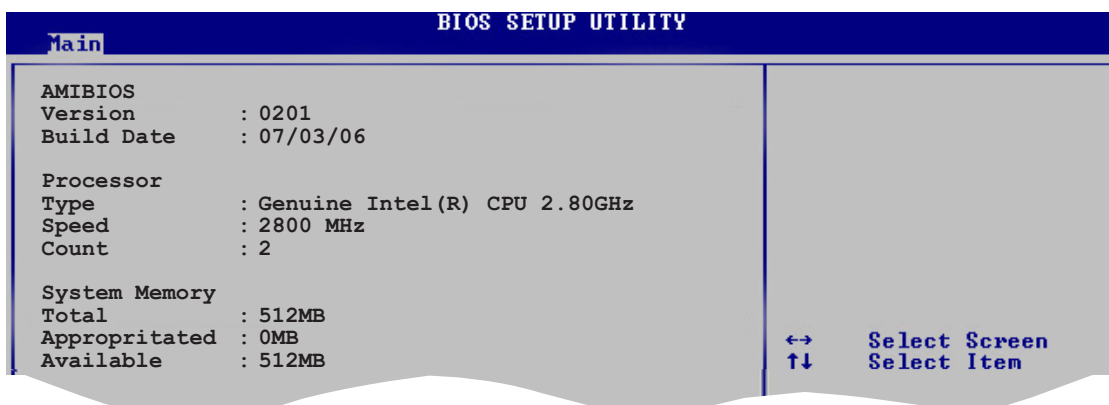 BIOS SETUP UTILITY
Main
AMIBIOS
Version : 0201
Build Date : 07/03/06
Processor
Type : Genuine Intel(R) CPU 2.80GHz
Speed : 2800 MHz
Count : 2
System Memory
Total : 512MB
Appropritated : 0MB
Available : 512MB
←→ Select Screen
↑↓ Select Item